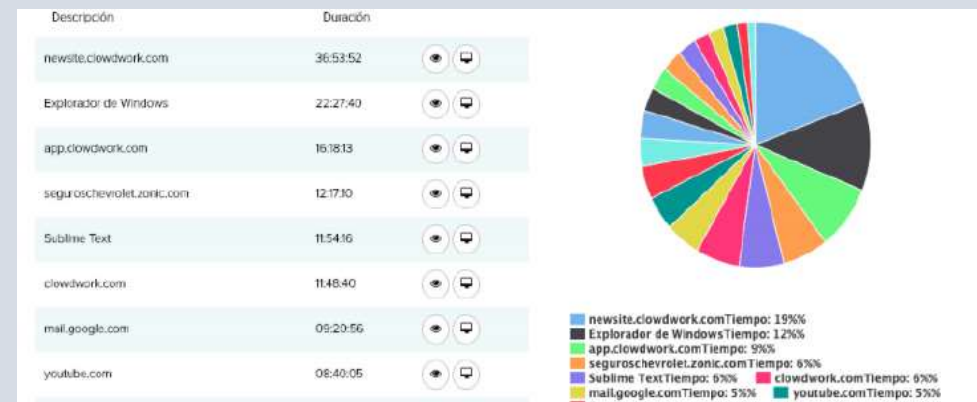 Descripción Duración
newsite.clowdwork.com 36:53:52
Explorador de Windows 22:27:40
app.clowdwork.com 16:18:13
seguroschevrolet.zonic.com 12:17:10
Sublime Text 11:54:16
clowdwork.com 11:48:40
mail.google.com 09:20:56
youtube.com 08:40:05
newsite.clowdwork.comTiempo: 19%%
Explorador de WindowsTiempo: 12%%
app.clowdwork.comTiempo: 9%%
seguroschevrolet.zonic.comTiempo: 6%%
Sublime TextTiempo: 6%% clowdwork.comTiempo: 6%%
mail.google.comTiempo: 5%% youtube.comTiempo: 5%%